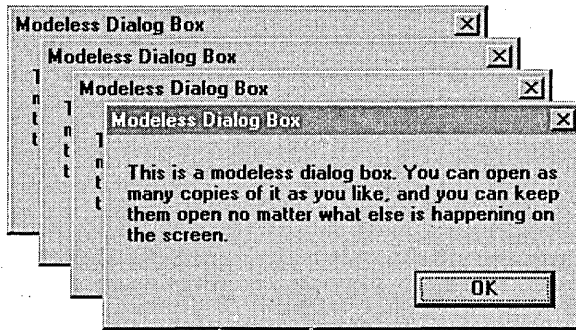 Modeless Dialog Box
Modeless Dialog Box
Modeless Dialog Box
Modeless Dialog Box
This is a modeless dialog box. You can open as
many copies of it as you like, and you can keep
them open no matter what else is happening on
the screen.
OK